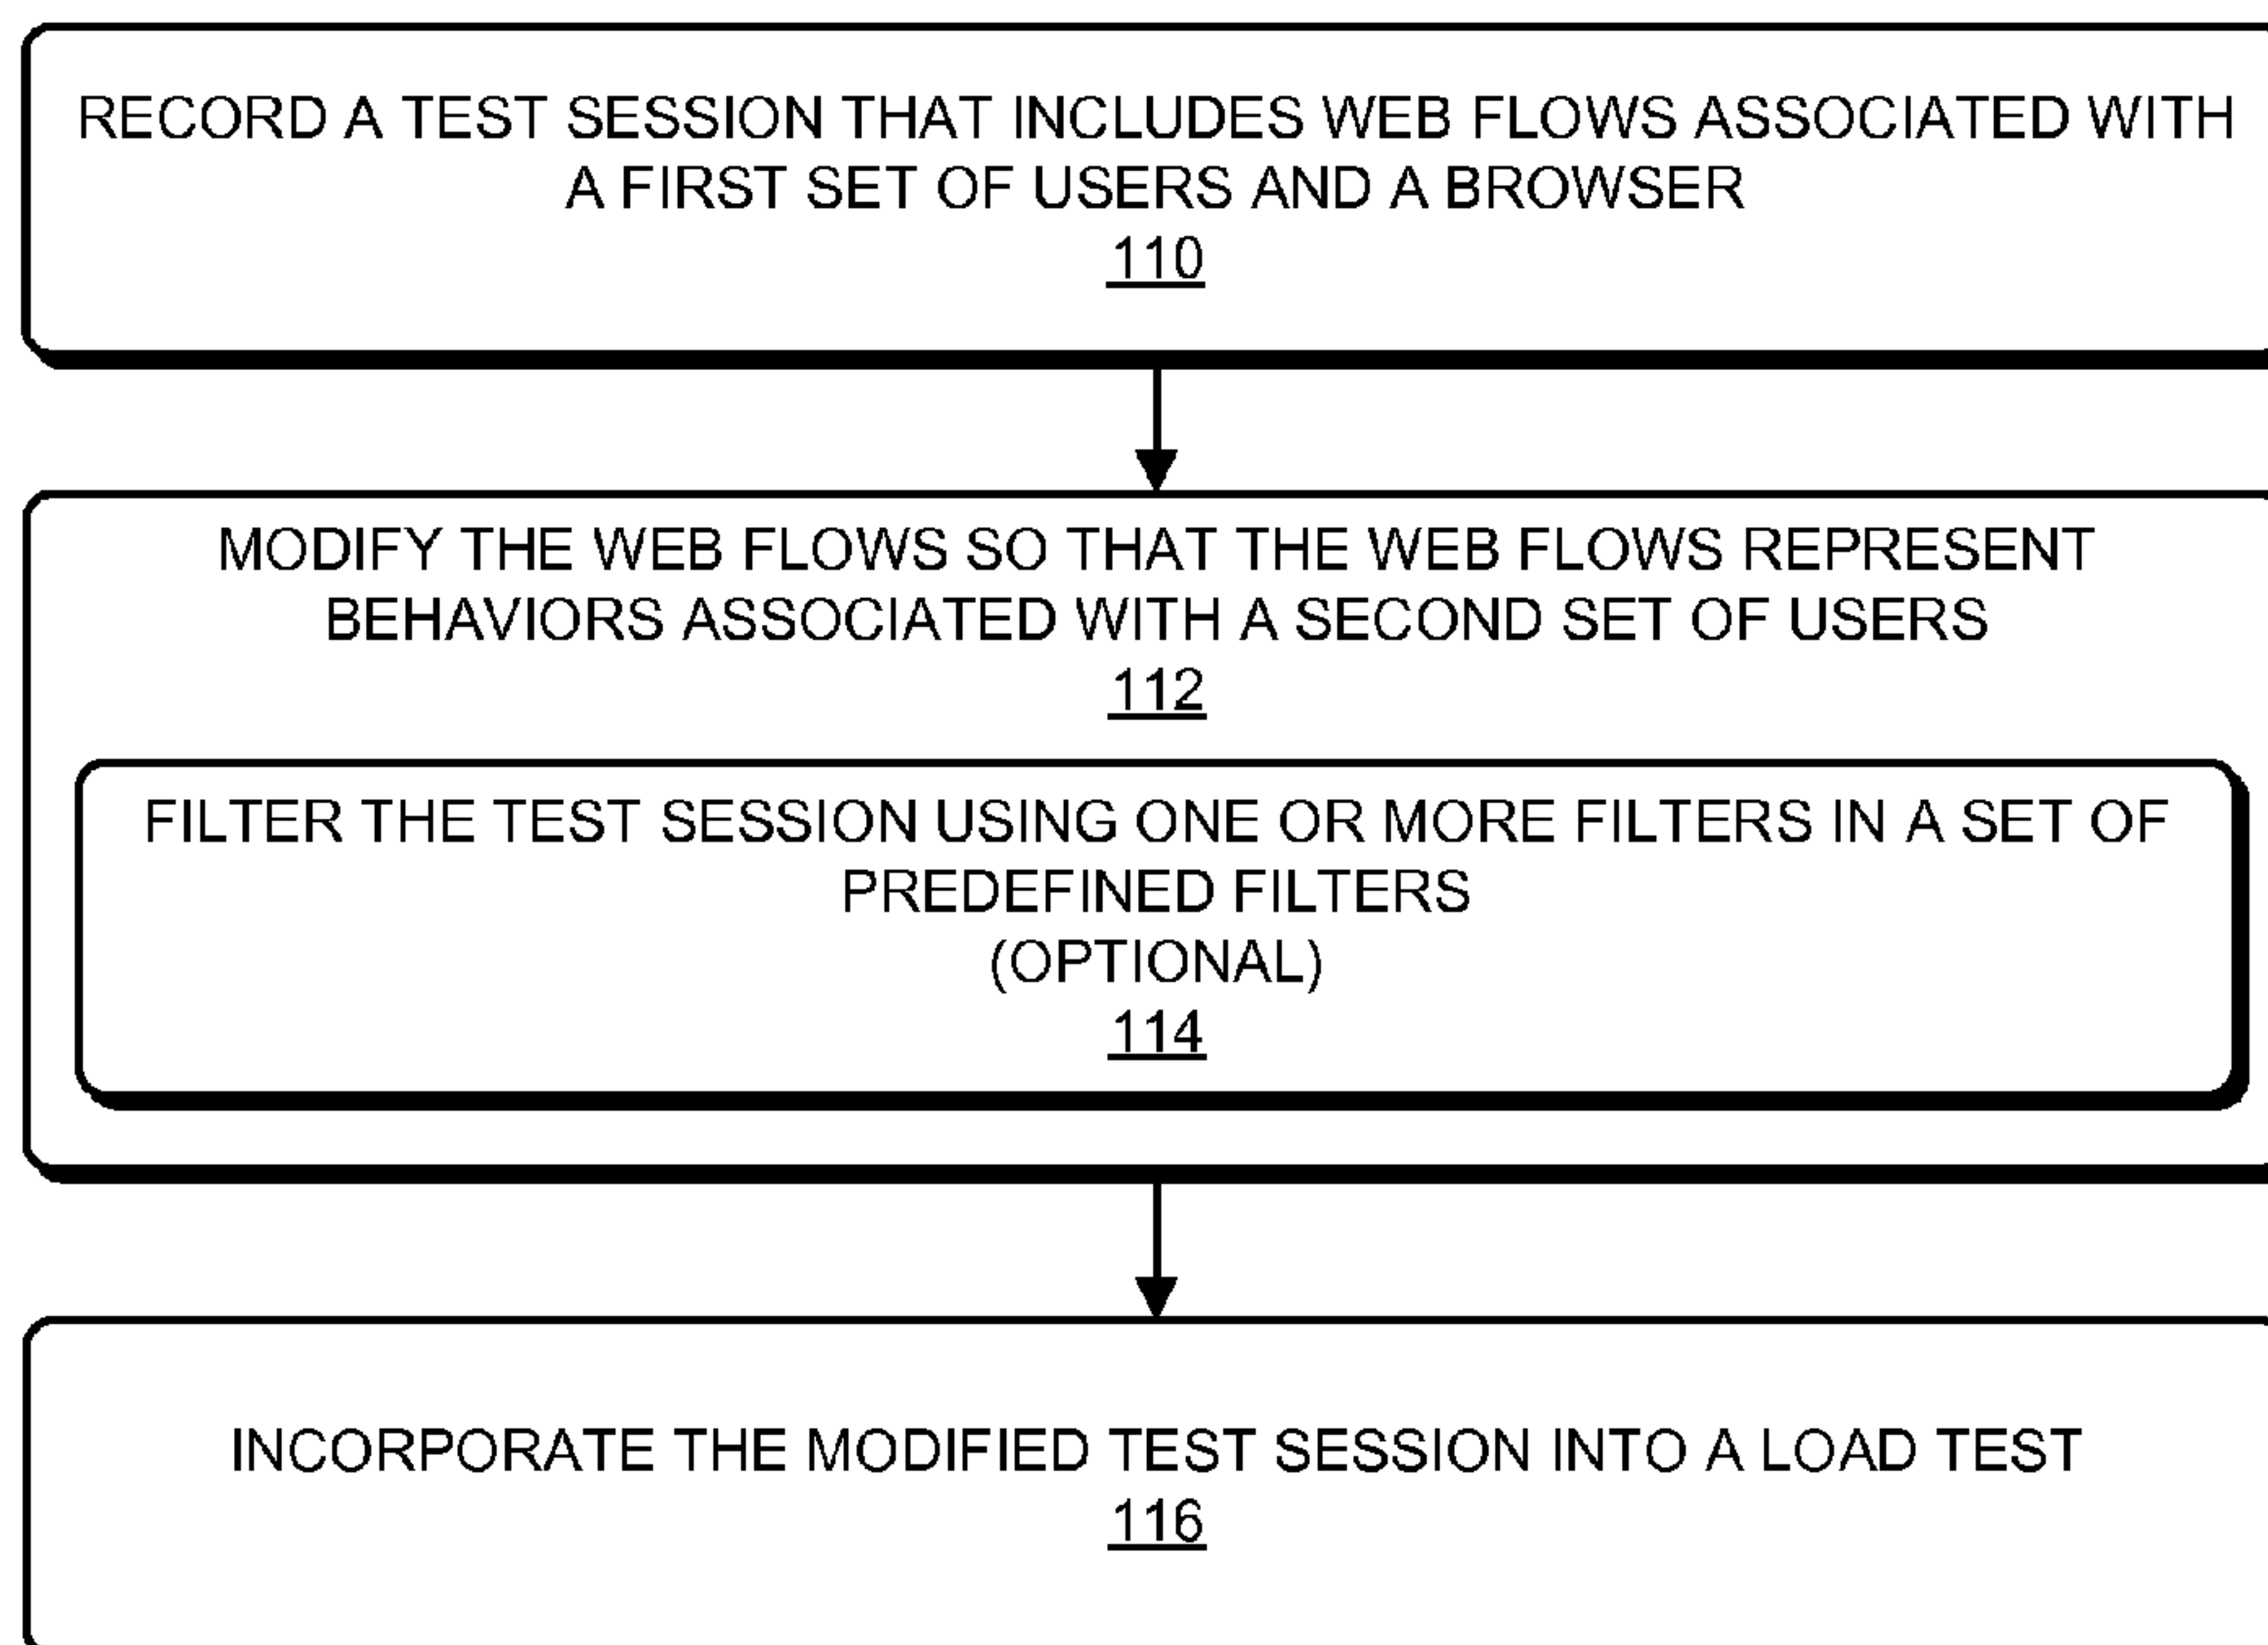 RECORD A TEST SESSION THAT INCLUDES WEB FLOWS ASSOCIATED WITH
A FIRST SET OF USERS AND A BROWSER
110
MODIFY THE WEB FLOWS SO THAT THE WEB FLOWS REPRESENT
BEHAVIORS ASSOCIATED WITH A SECOND SET OF USERS
112
FILTER THE TEST SESSION USING ONE OR MORE FILTERS IN A SET OF
PREDEFINED FILTERS
(OPTIONAL)
114
INCORPORATE THE MODIFIED TEST SESSION INTO A LOAD TEST
116